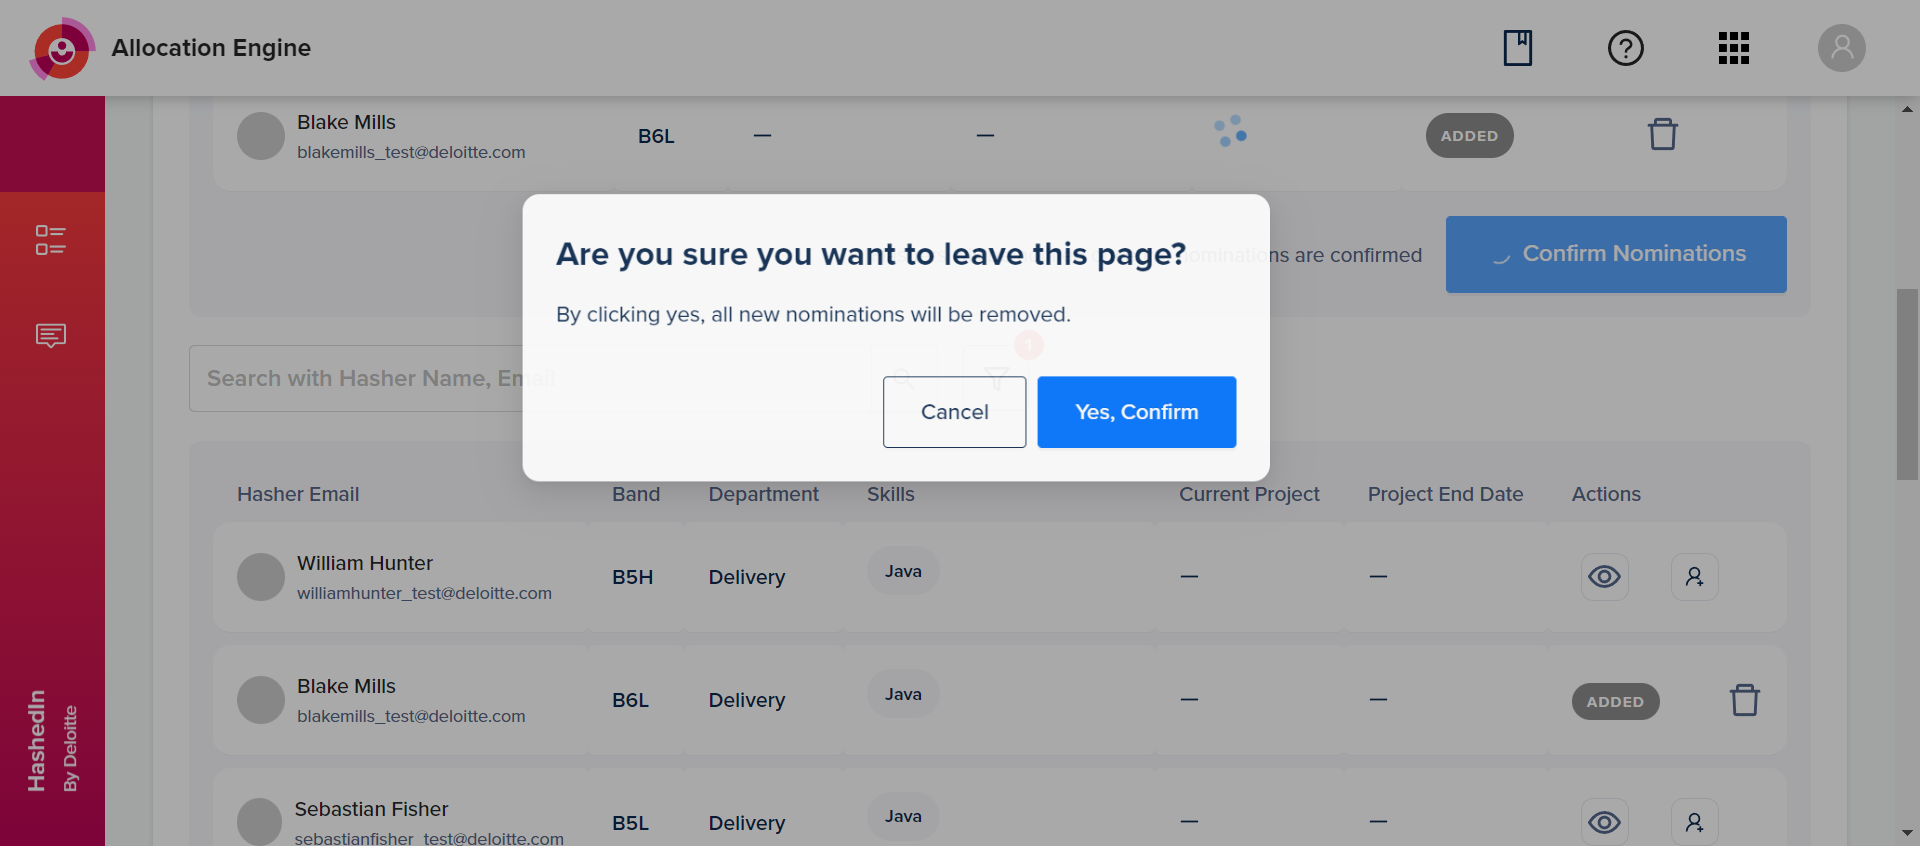 Allocation Engine
Blake Mills
blakemills_test@deloitte.com
B6L
—
—
ADDED
Are you sure you want to leave this page?
By clicking yes, all new nominations will be removed.
Cancel
Yes, Confirm
nominations are confirmed
Confirm Nominations
Search with Hasher Name, Email
1
Hasher Email
Band
Department
Skills
Current Project
Project End Date
Actions
William Hunter
williamhunter_test@deloitte.com
B5H
Delivery
Java
—
—
Blake Mills
blakemills_test@deloitte.com
B6L
Delivery
Java
—
—
ADDED
Sebastian Fisher
sebastianfisher_test@deloitte.com
B5L
Delivery
Java
—
—
HashedIn
By Deloitte